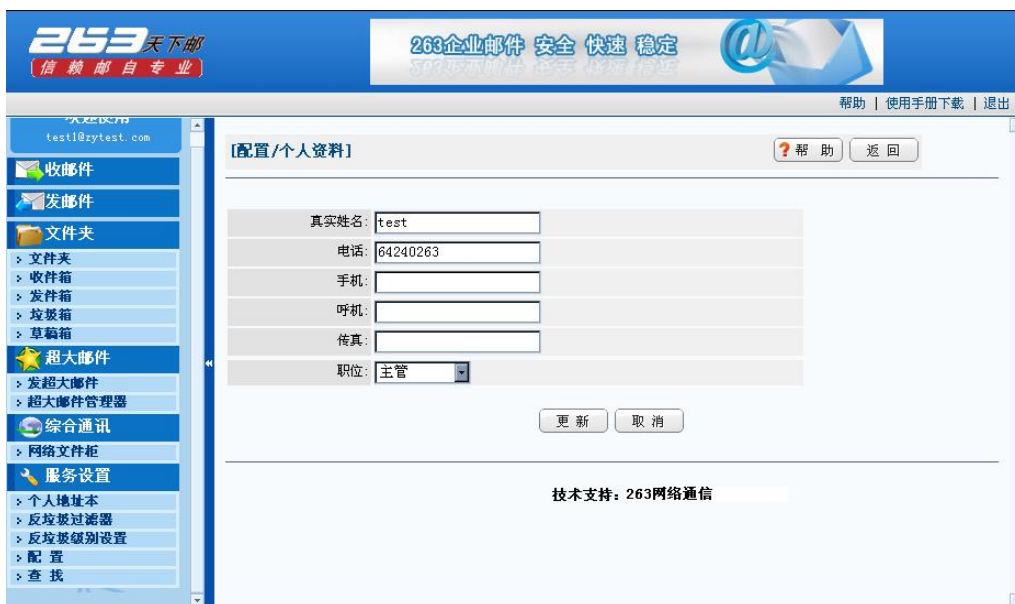 263天下邮
信赖邮自专业
263企业邮件 安全 快速 稳定
帮助 | 使用手册下载 | 退出
欢迎使用
test1@zytest.com
收邮件
发邮件
文件夹
文件夹
收件箱
发件箱
垃圾箱
草稿箱
超大邮件
发超大邮件
超大邮件管理器
综合通讯
网络文件柜
服务设置
个人地址本
反垃圾过滤器
反垃圾级别设置
配 置
查 找
[配置/个人资料]
?帮 助 返 回
真实姓名: test
电话: 64240263
手机:
呼机:
传真:
职位: 主管
更 新 取 消
技术支持：263网络通信